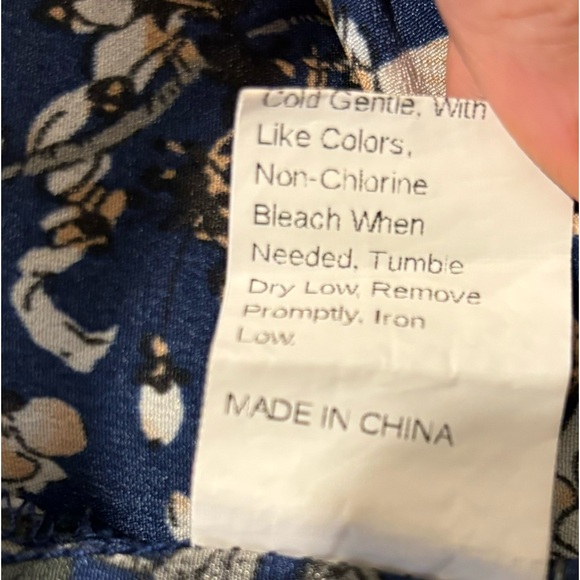 Cold Gentle, With
Like Colors,
Non-Chlorine
Bleach When
Needed, Tumble
Dry Low, Remove
Promptly, Iron
Low.
MADE IN CHINA